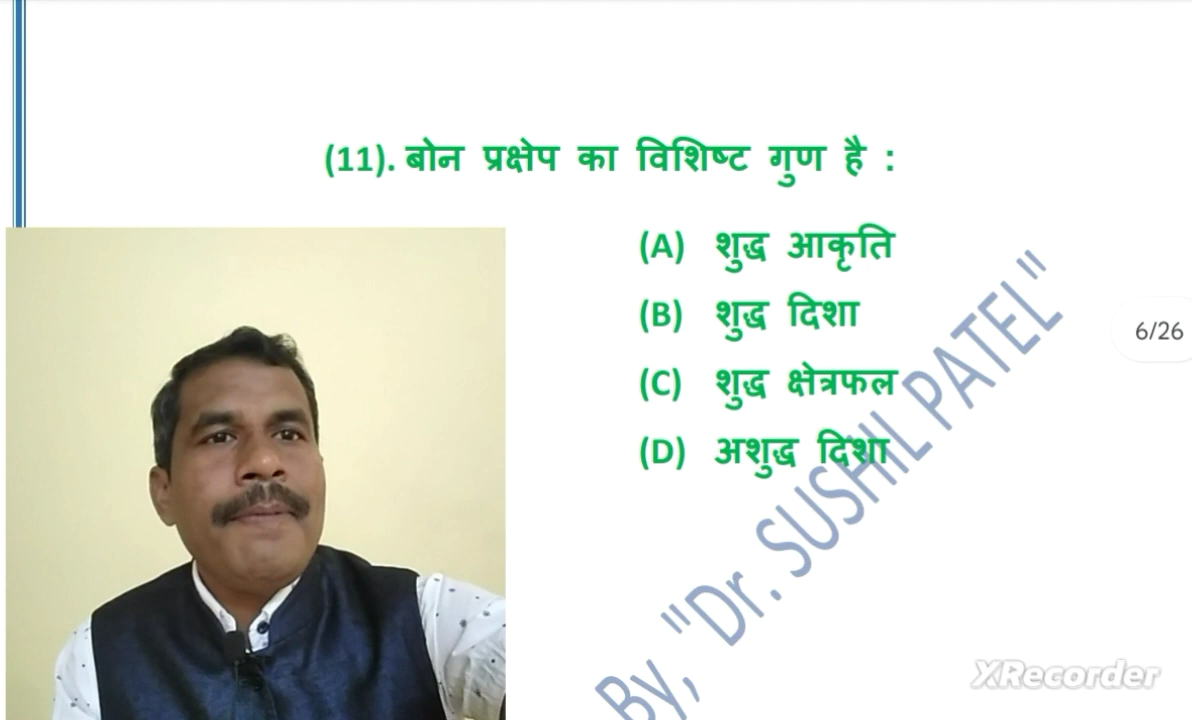 (11). बोन प्रक्षेप का विशिष्ट गुण है :
(A) शुद्ध आकृति
(B) शुद्ध दिशा
(C) शुद्ध क्षेत्रफल
(D) अशुद्ध दिशा
6/26
By, "Dr. SUSHIL PATEL"
XRecorder